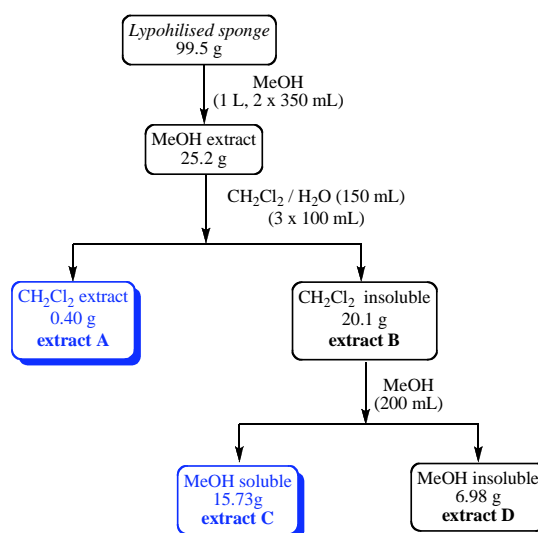 Lypohilised sponge
99.5 g
MeOH
(1 L, 2 x 350 mL)
MeOH extract
25.2 g
CH₂Cl₂ / H₂O (150 mL)
(3 x 100 mL)
CH₂Cl₂ extract
0.40 g
extract A
CH₂Cl₂ insoluble
20.1 g
extract B
MeOH
(200 mL)
MeOH soluble
15.73g
extract C
MeOH insoluble
6.98 g
extract D